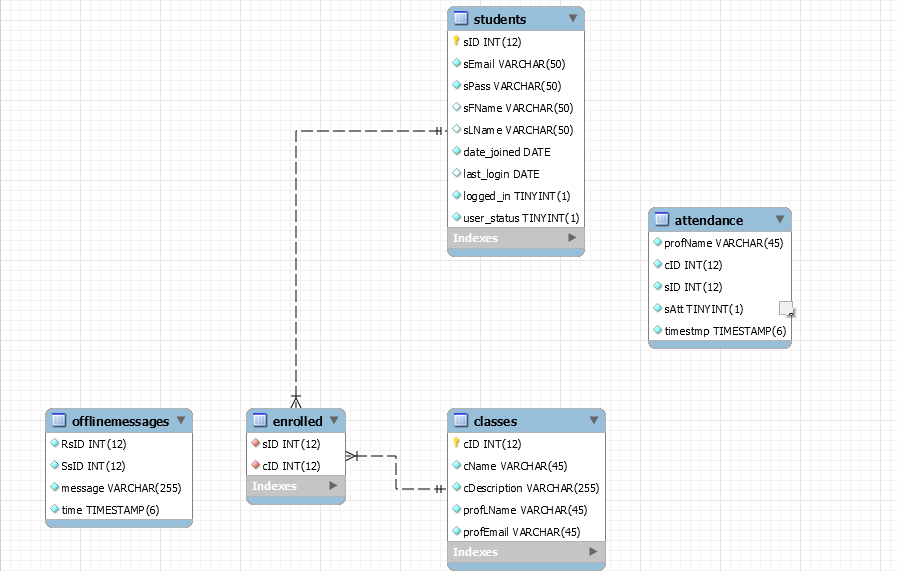 students
sID INT(12)
sEmail VARCHAR(50)
sPass VARCHAR(50)
sFName VARCHAR(50)
sLName VARCHAR(50)
date_joined DATE
last_login DATE
logged_in TINYINT(1)
user_status TINYINT(1)
Indexes
attendance
profName VARCHAR(45)
cID INT(12)
sID INT(12)
sAtt TINYINT(1)
timestmp TIMESTAMP(6)
offlinemessages
RsID INT(12)
SsID INT(12)
message VARCHAR(255)
time TIMESTAMP(6)
enrolled
sID INT(12)
cID INT(12)
Indexes
classes
cID INT(12)
cName VARCHAR(45)
cDescription VARCHAR(255)
profLName VARCHAR(45)
profEmail VARCHAR(45)
Indexes